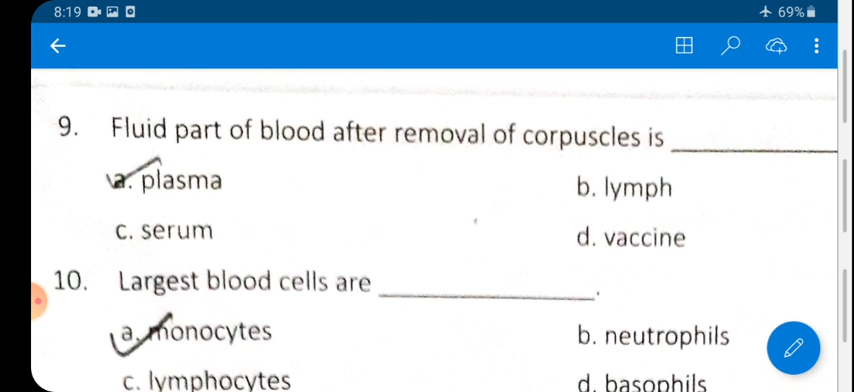 8:19
69%
9. Fluid part of blood after removal of corpuscles is ________
a. plasma
b. lymph
c. serum
d. vaccine
10. Largest blood cells are ________.
a. monocytes
b. neutrophils
c. lymphocytes
d. basophils